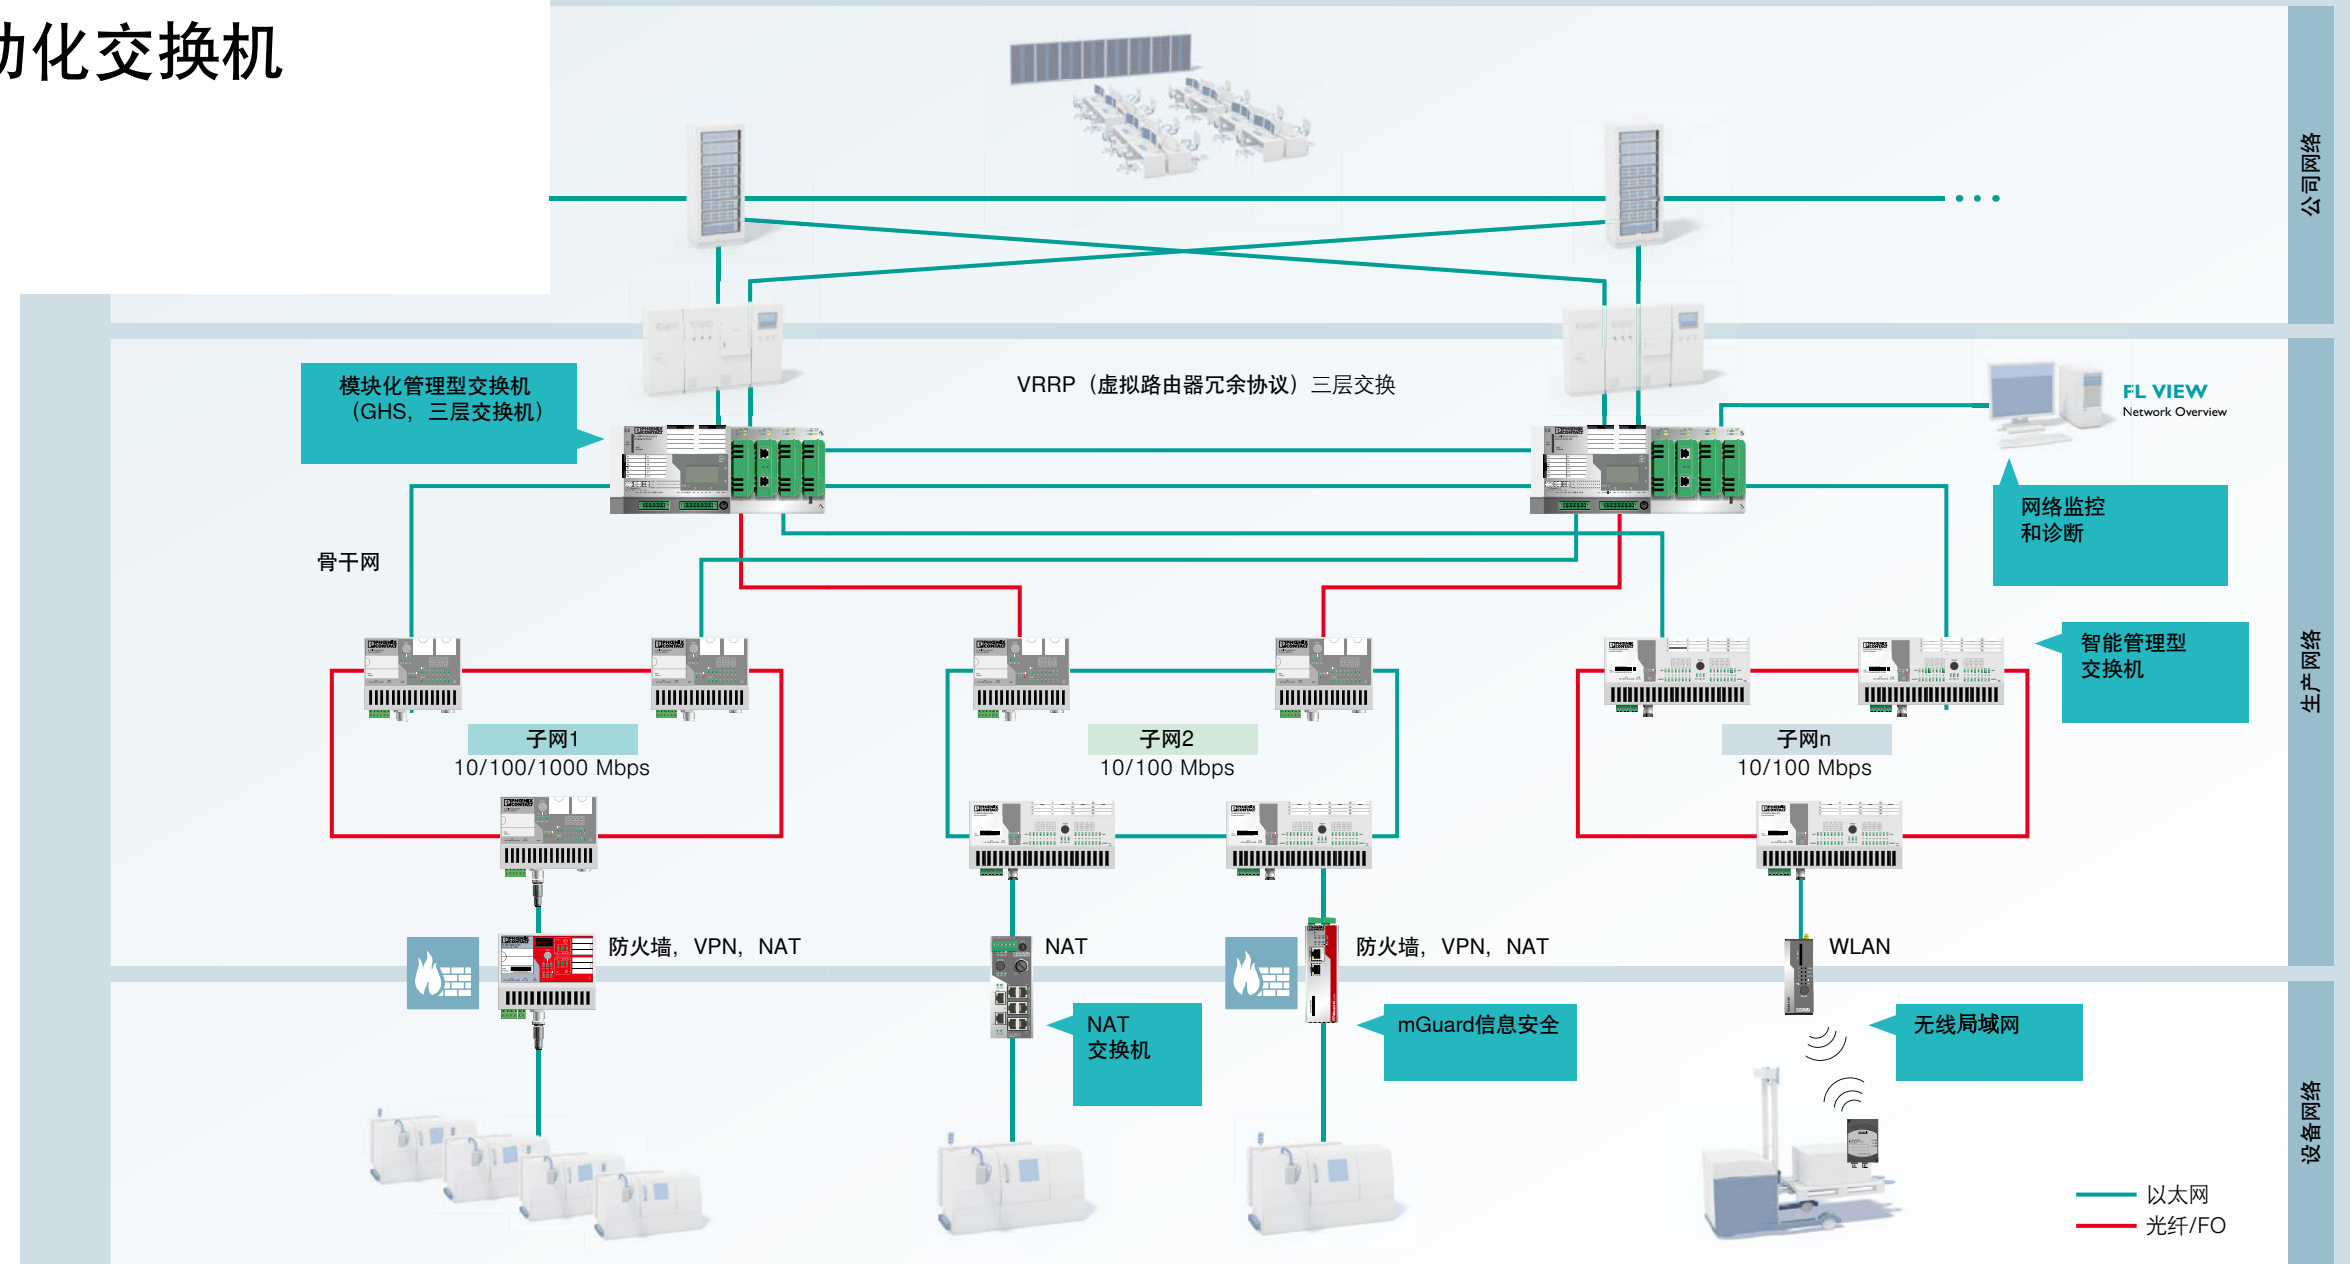 动化交换机
公司网络
模块化管理型交换机
（GHS，三层交换机）
VRRP（虚拟路由器冗余协议）三层交换
FL VIEW
Network Overview
网络监控
和诊断
骨干网
智能管理型
交换机
生产网络
PHOENIX
CONTACT
子网1
10/100/1000 Mbps
子网2
10/100 Mbps
子网n
10/100 Mbps
防火墙，VPN，NAT
NAT
防火墙，VPN，NAT
WLAN
NAT
交换机
mGuard信息安全
无线局域网
设备网络
以太网
光纤/FO